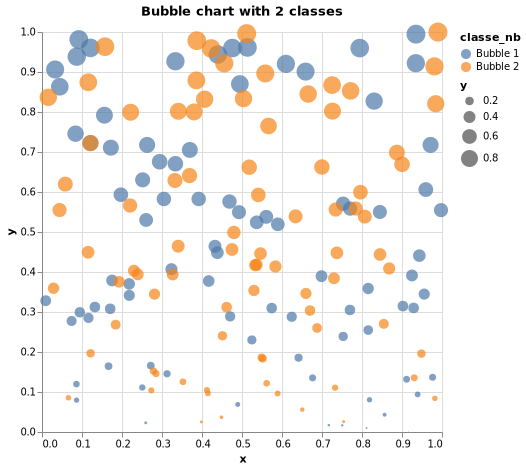 Bubble chart with 2 classes
classe_nb
Bubble 1
Bubble 2
y
0.2
0.4
0.6
0.8
y
1.0
0.9
0.8
0.7
0.6
0.5
0.4
0.3
0.2
0.1
0.0
0.0 0.1 0.2 0.3 0.4 0.5 0.6 0.7 0.8 0.9 1.0
x